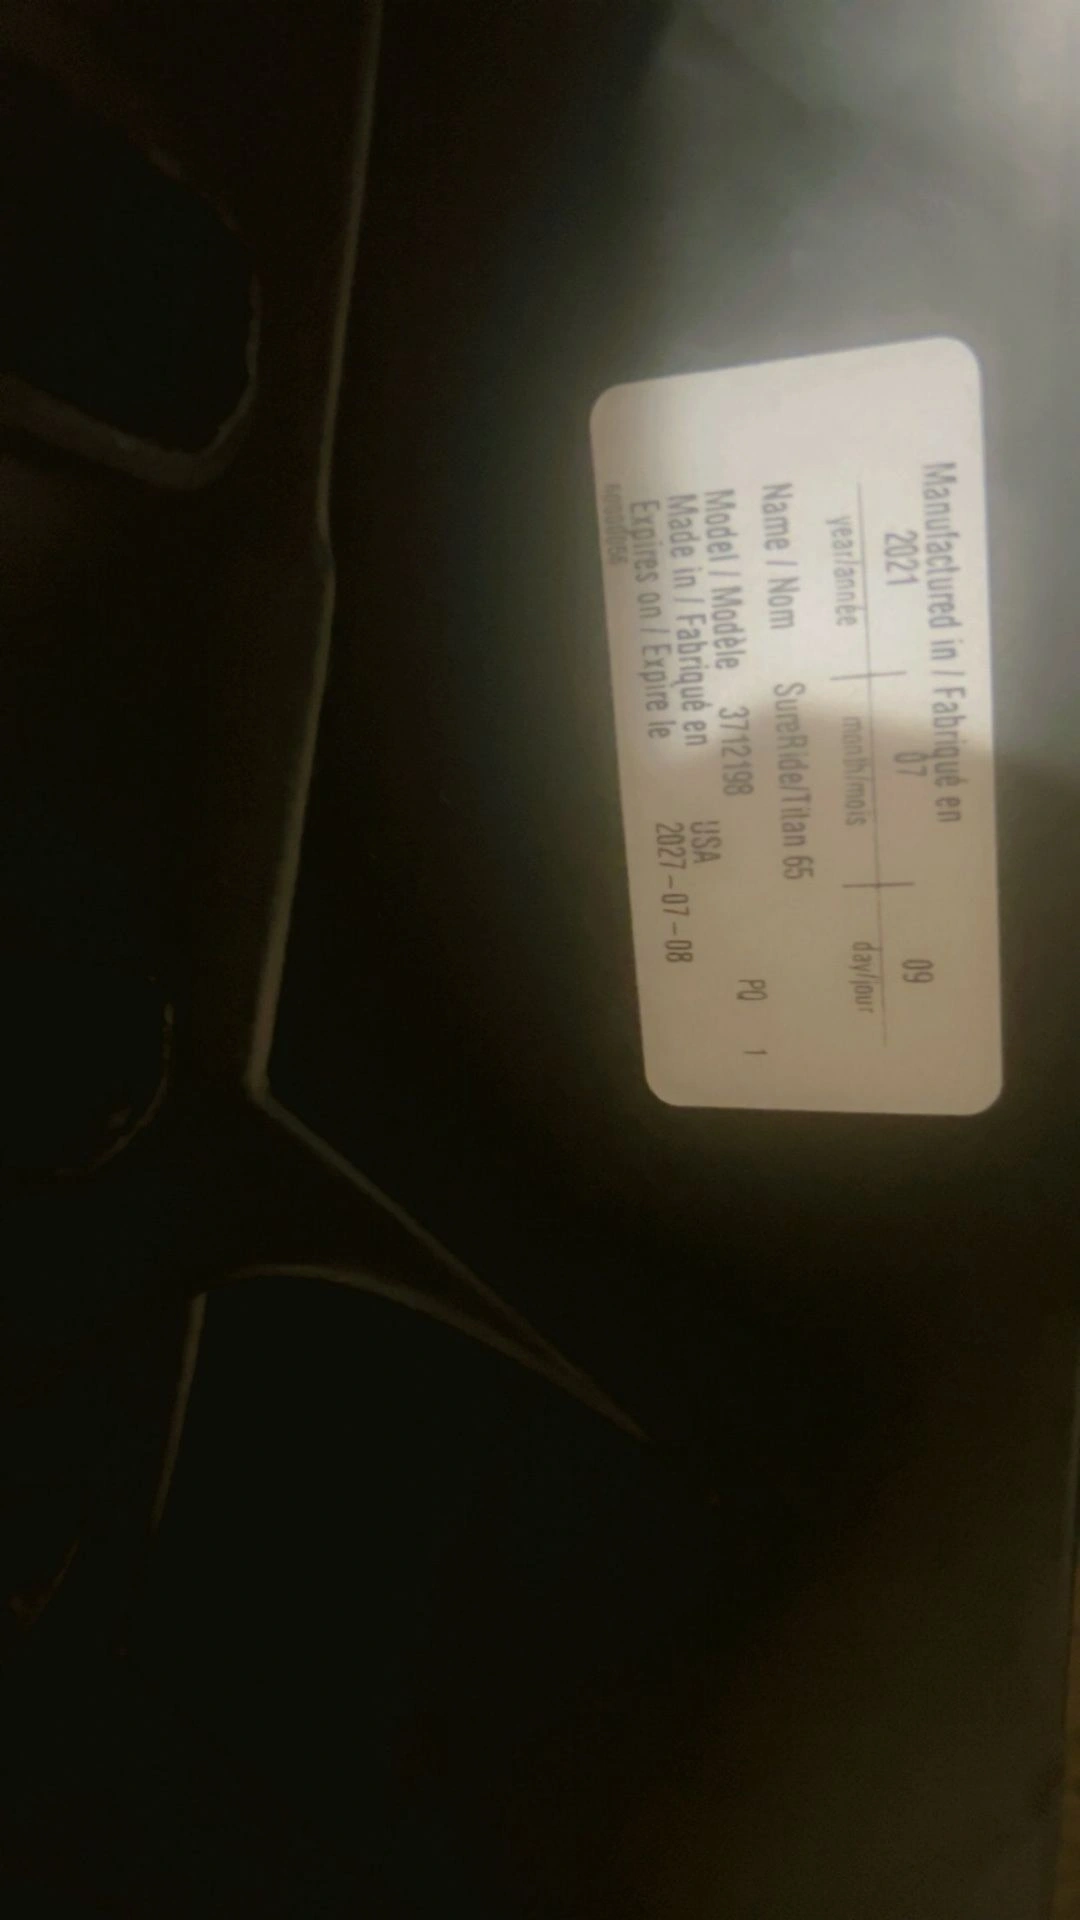 Manufactured in / Fabriqué en
2021 07 09
year/année month/mois day/jour
Name / Nom SureRide/Titan 65
Model / Modèle 3712198 PQ 1
Made in / Fabriqué en USA
Expires on / Expire le 2027-07-08